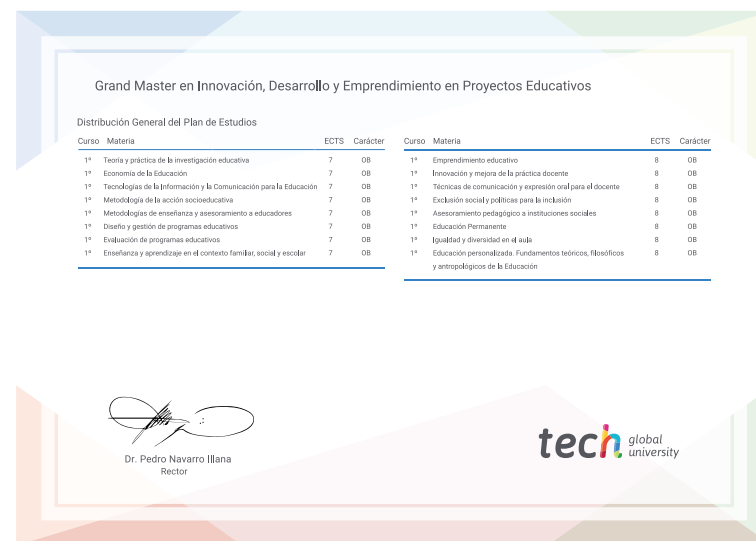 Grand Master en Innovación, Desarrollo y Emprendimiento en Proyectos Educativos
Distribución General del Plan de Estudios
Curso Materia ECTS Carácter
1º Teoría y práctica de la investigación educativa 7 OB
1º Economía de la Educación 7 OB
1º Tecnologías de la Información y la Comunicación para la Educación 7 OB
1º Metodología de la acción socioeducativa 7 OB
1º Metodologías de enseñanza y asesoramiento a educadores 7 OB
1º Diseño y gestión de programas educativos 7 OB
1º Evaluación de programas educativos 7 OB
1º Enseñanza y aprendizaje en el contexto familiar, social y escolar 7 OB
Curso Materia ECTS Carácter
1º Emprendimiento educativo 8 OB
1º Innovación y mejora de la práctica docente 8 OB
1º Técnicas de comunicación y expresión oral para el docente 8 OB
1º Exclusión social y políticas para la inclusión 8 OB
1º Asesoramiento pedagógico a instituciones sociales 8 OB
1º Educación Permanente 8 OB
1º Igualdad y diversidad en el aula 8 OB
1º Educación personalizada. Fundamentos teóricos, filosóficos 8 OB
y antropológicos de la Educación
Dr. Pedro Navarro Illana
Rector
tech global
university